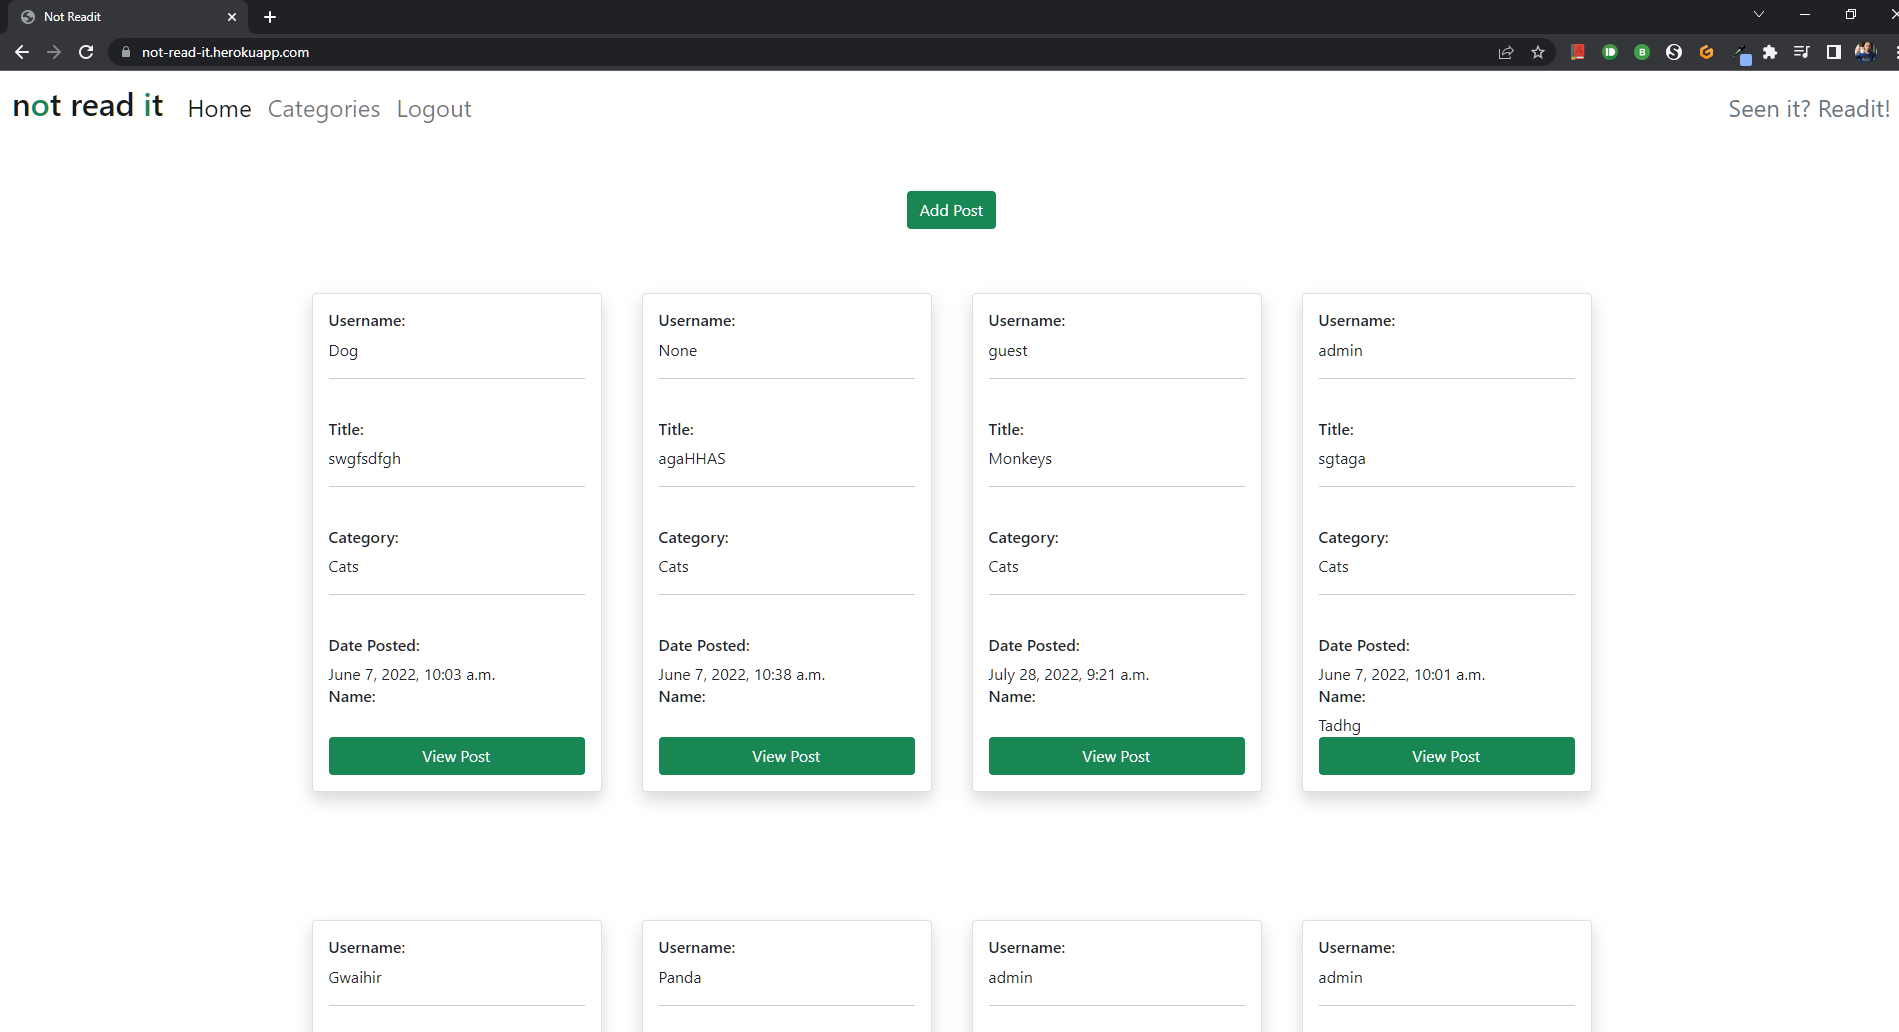 Not Readit
not-read-it.herokuapp.com
not read it Home Categories Logout Seen it? Readit!
Add Post
Username:
Dog
Title:
swgfsdfgh
Category:
Cats
Date Posted:
June 7, 2022, 10:03 a.m.
Name:
View Post
Username:
None
Title:
agaHHAS
Category:
Cats
Date Posted:
June 7, 2022, 10:38 a.m.
Name:
View Post
Username:
guest
Title:
Monkeys
Category:
Cats
Date Posted:
July 28, 2022, 9:21 a.m.
Name:
View Post
Username:
admin
Title:
sgtaga
Category:
Cats
Date Posted:
June 7, 2022, 10:01 a.m.
Name:
Tadhg
View Post
Username:
Gwaihir
Username:
Panda
Username:
admin
Username:
admin